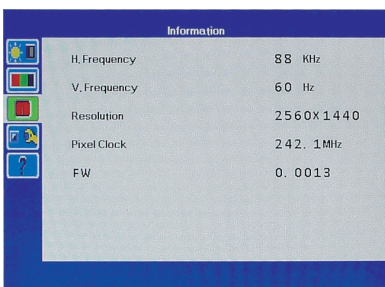 Information
H. Frequency 88 KHz
V. Frequency 60 Hz
Resolution 2560X1440
Pixel Clock 242. 1MHz
FW 0. 0013
?